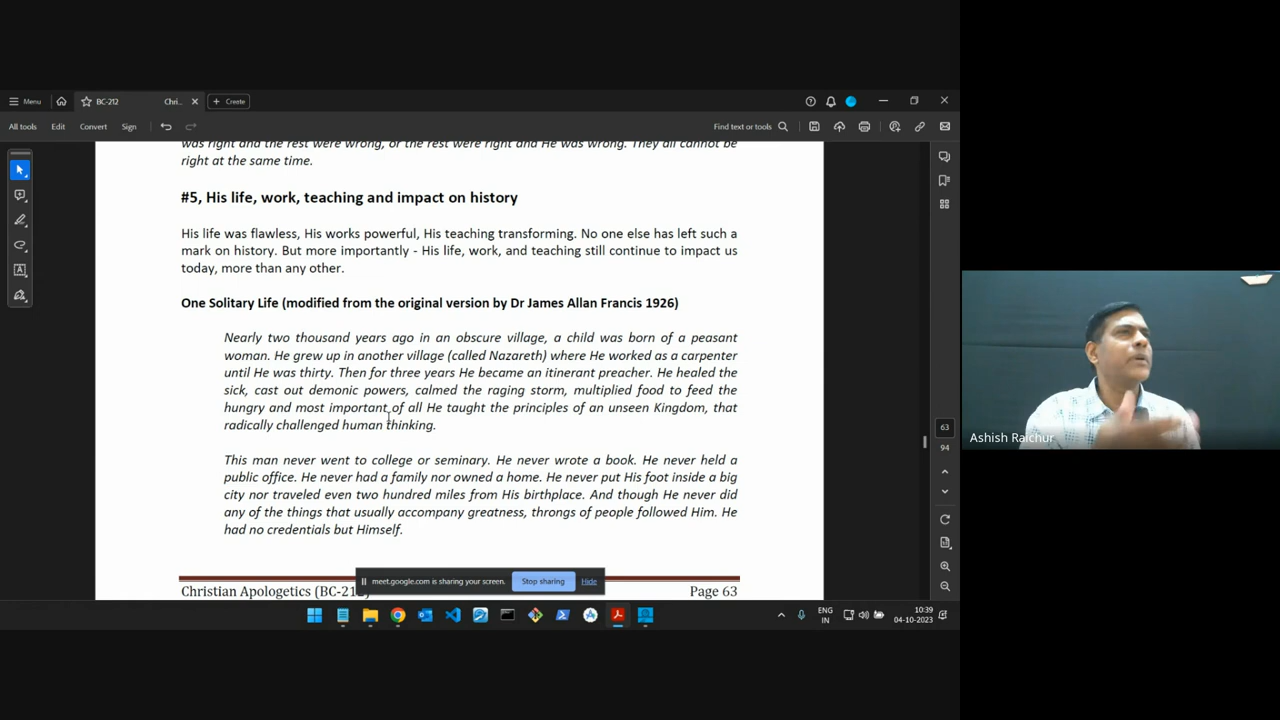 Menu
BC-212
Chri...
Create
All tools
Edit
Convert
Sign
Find text or tools
was right and the rest were wrong, or the rest were right and He was wrong. They all cannot be
right at the same time.
#5, His life, work, teaching and impact on history
His life was flawless, His works powerful, His teaching transforming. No one else has left such a
mark on history. But more importantly - His life, work, and teaching still continue to impact us
today, more than any other.
One Solitary Life (modified from the original version by Dr James Allan Francis 1926)
Nearly two thousand years ago in an obscure village, a child was born of a peasant
woman. He grew up in another village (called Nazareth) where He worked as a carpenter
until He was thirty. Then for three years He became an itinerant preacher. He healed the
sick, cast out demonic powers, calmed the raging storm, multiplied food to feed the
hungry and most important of all He taught the principles of an unseen Kingdom, that
radically challenged human thinking.
This man never went to college or seminary. He never wrote a book. He never held a
public office. He never had a family nor owned a home. He never put His foot inside a big
city nor traveled even two hundred miles from His birthplace. And though He never did
any of the things that usually accompany greatness, throngs of people followed Him. He
had no credentials but Himself.
Christian Apologetics (BC-21
Page 63
meet.google.com is sharing your screen.
Stop sharing
Hide
63
94
ENG
IN
10:39
04-10-2023
Ashish Raichur